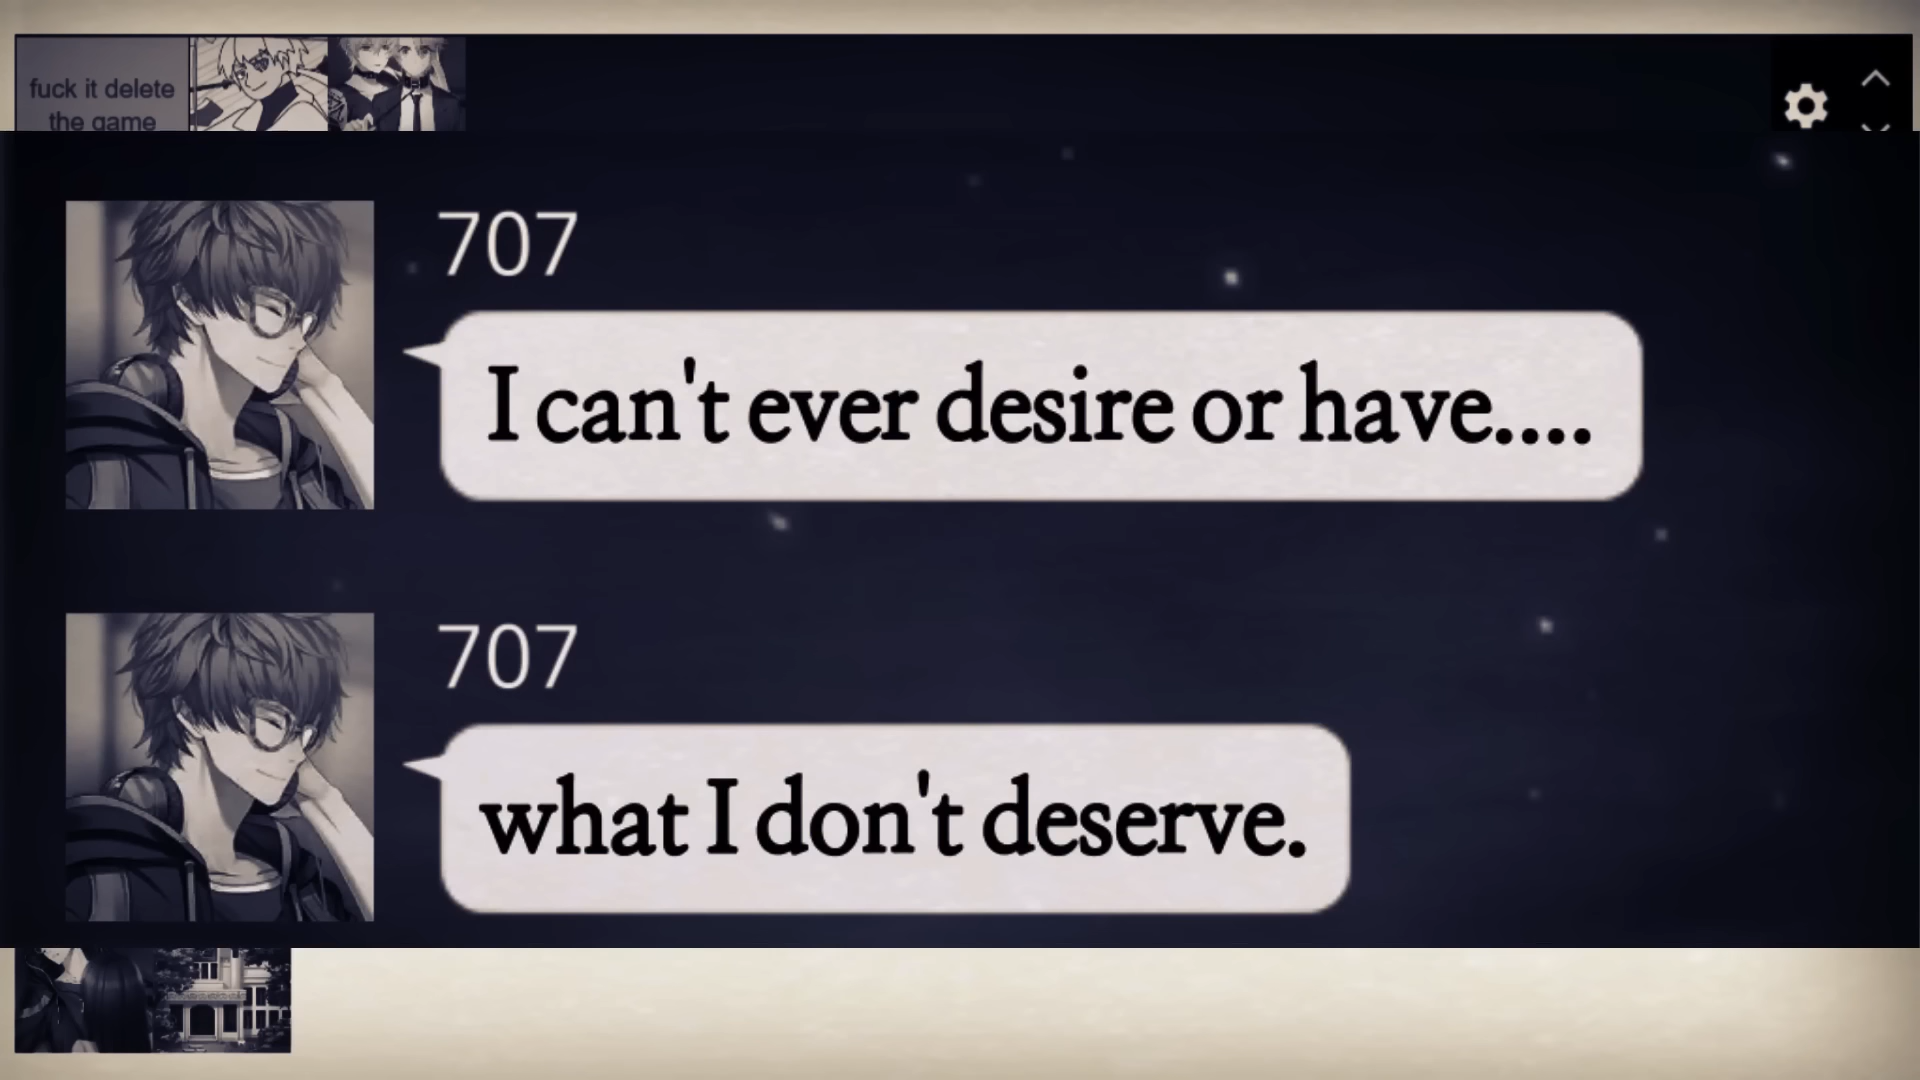 fuck it delete
the game
707
I can't ever desire or have....
707
what I don't deserve.